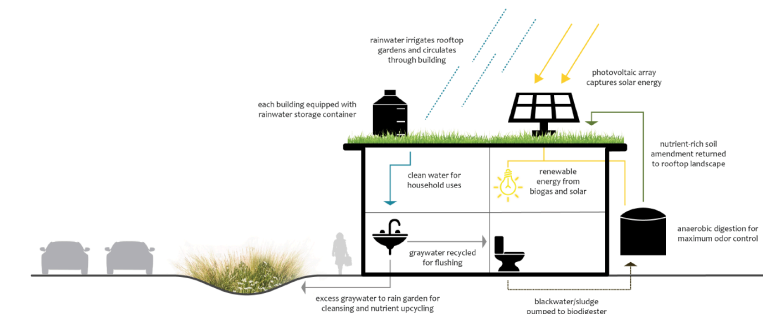 rainwater irrigates rooftop
gardens and circulates
through building
photovoltaic array
captures solar energy
each building equipped with
rainwater storage container
nutrient-rich soil
amendment returned
to rooftop landscape
clean water for
household uses
renewable
energy from
biogas and solar
anaerobic digestion for
maximum odor control
graywater recycled
for flushing
excess graywater to rain garden for
cleansing and nutrient upcycling
blackwater/sludge
pumped to biodigester